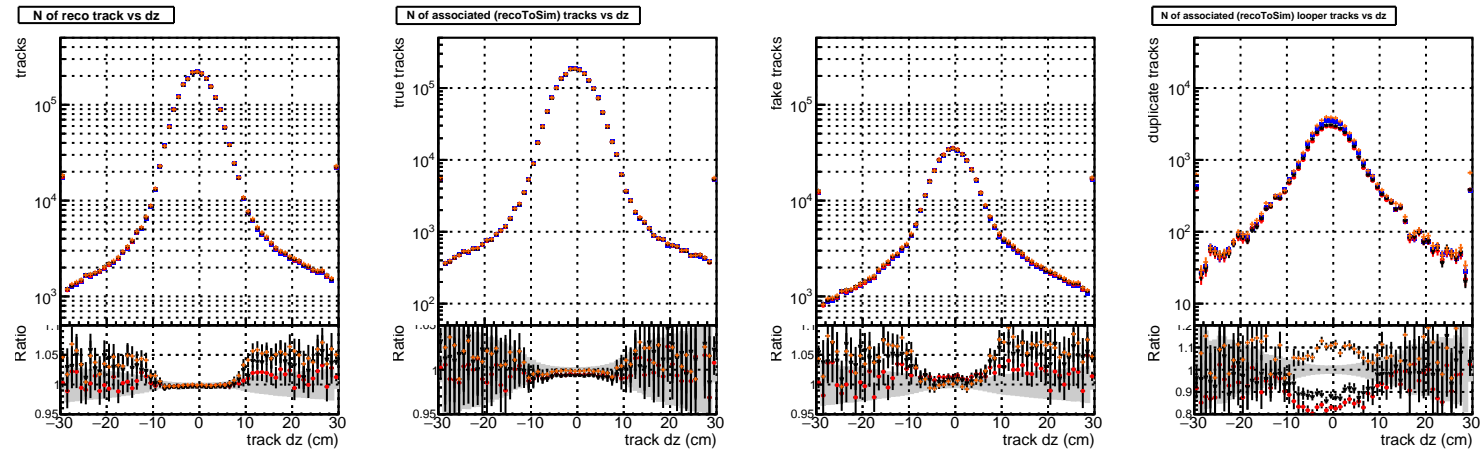 N of reco track vs dz
tracks
10^5
10^4
10^3
Ratio
1.1
1.05
1
0.95
−30 −20 −10 0 10 20 30
track dz (cm)
N of associated (recoToSim) tracks vs dz
true tracks
10^5
10^4
10^3
10^2
Ratio
1.05
1
0.95
−30 −20 −10 0 10 20 30
track dz (cm)
fake tracks
10^5
10^4
10^3
Ratio
1.1
1.05
1
0.95
−30 −20 −10 0 10 20 30
track dz (cm)
N of associated (recoToSim) looper tracks vs dz
duplicate tracks
10^4
10^3
10^2
10
Ratio
1.2
1.1
1
0.9
0.8
−30 −20 −10 0 10 20 30
track dz (cm)